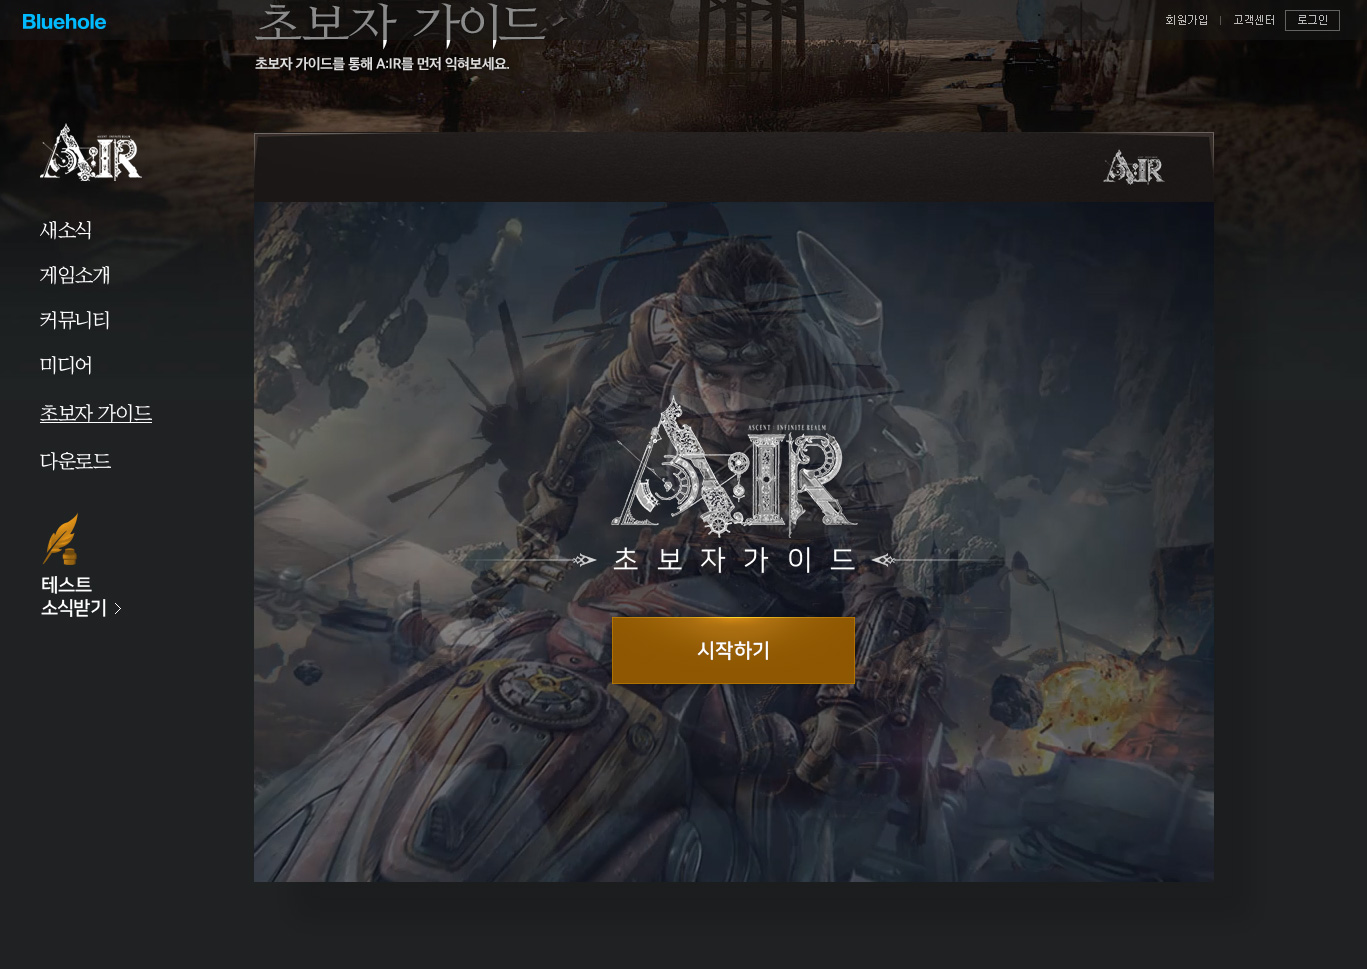 Bluehole
회원가입
고객센터
로그인
초보자 가이드
초보자 가이드를 통해 A:IR를 먼저 익혀보세요.
A:IR
A:IR
새소식
게임소개
커뮤니티
미디어
초보자 가이드
다운로드
테스트
소식받기
ASCENT : INFINITE REALM
A:IR
초보자가이드
시작하기